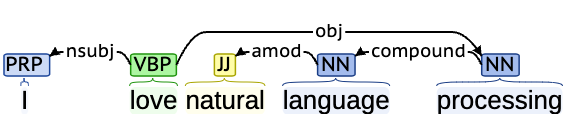 obj
nsubj amod compound
PRP VBP JJ NN NN
I love natural language processing